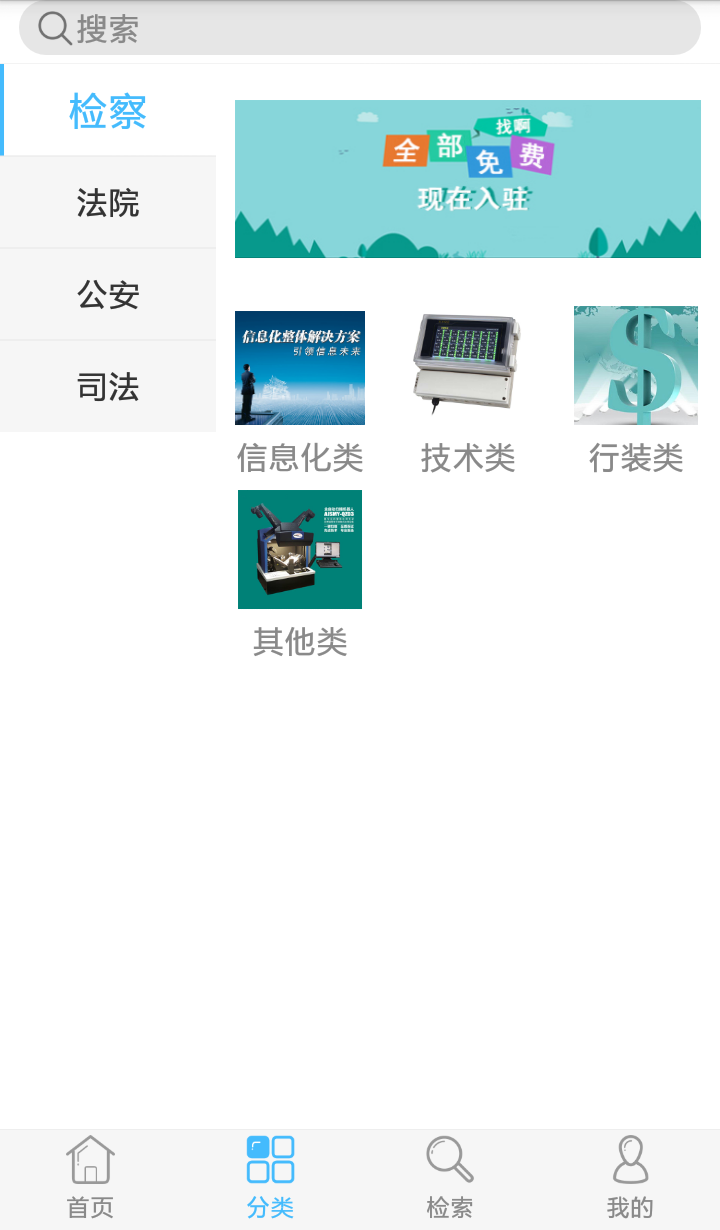 搜索
检察
法院
公安
司法
找啊
全部免费
现在入驻
信息化整体解决方案
引领信息未来
信息化类
技术类
行装类
其他类
首页
分类
检索
我的